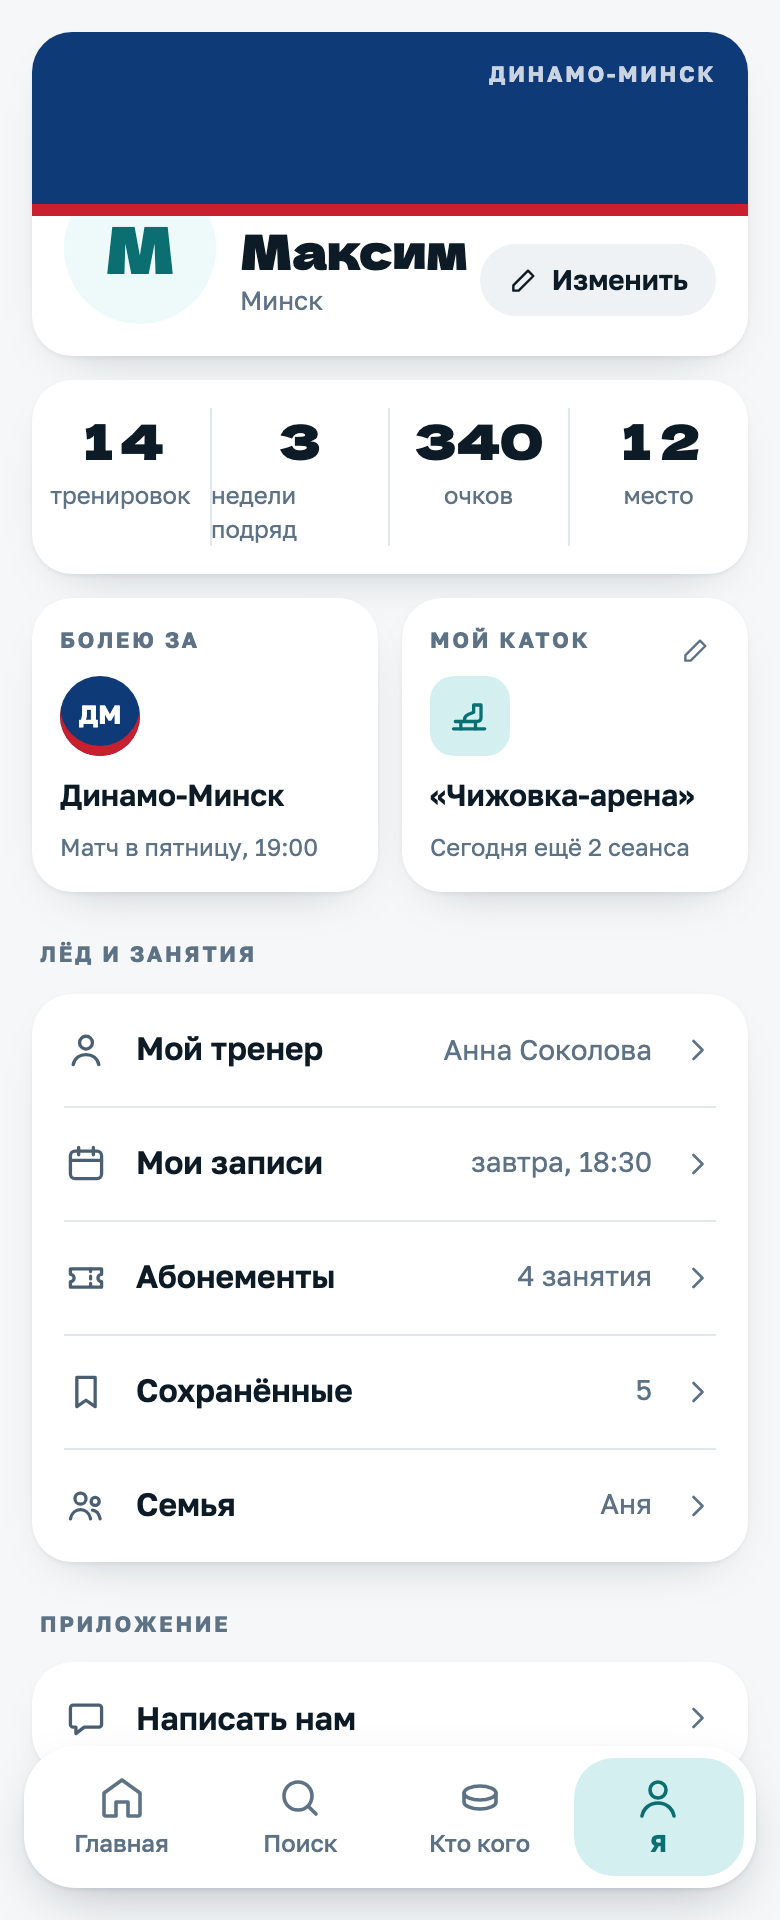 ДИНАМО-МИНСК
М
Максим
Минск
Изменить
14
тренировок
3
недели
подряд
340
очков
12
место
БОЛЕЮ ЗА
ДМ
Динамо-Минск
Матч в пятницу, 19:00
МОЙ КАТОК
«Чижовка-арена»
Сегодня ещё 2 сеанса
ЛЁД И ЗАНЯТИЯ
Мой тренер Анна Соколова
Мои записи завтра, 18:30
Абонементы 4 занятия
Сохранённые 5
Семья Аня
ПРИЛОЖЕНИЕ
Написать нам
Главная
Поиск
Кто кого
Я